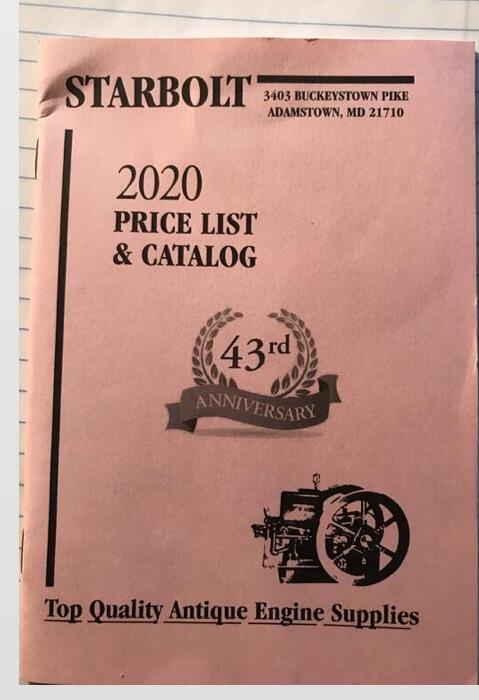 STARBOLT
3403 BUCKEYSTOWN PIKE
ADAMSTOWN, MD 21710
2020
PRICE LIST
& CATALOG
43rd
ANNIVERSARY
Top Quality Antique Engine Supplies